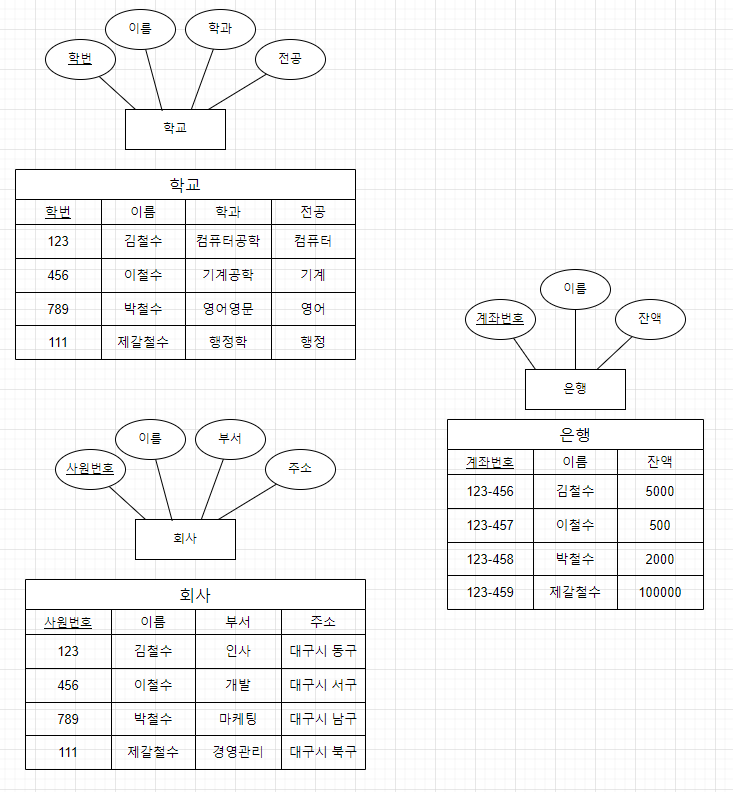 이름
학과
학번
전공
학교
학교
학번 이름 학과 전공
123 김철수 컴퓨터공학 컴퓨터
456 이철수 기계공학 기계
789 박철수 영어영문 영어
111 제갈철수 행정학 행정
이름
계좌번호
잔액
은행
은행
계좌번호 이름 잔액
123-456 김철수 5000
123-457 이철수 500
123-458 박철수 2000
123-459 제갈철수 100000
이름
부서
사원번호
주소
회사
회사
사원번호 이름 부서 주소
123 김철수 인사 대구시 동구
456 이철수 개발 대구시 서구
789 박철수 마케팅 대구시 남구
111 제갈철수 경영관리 대구시 북구